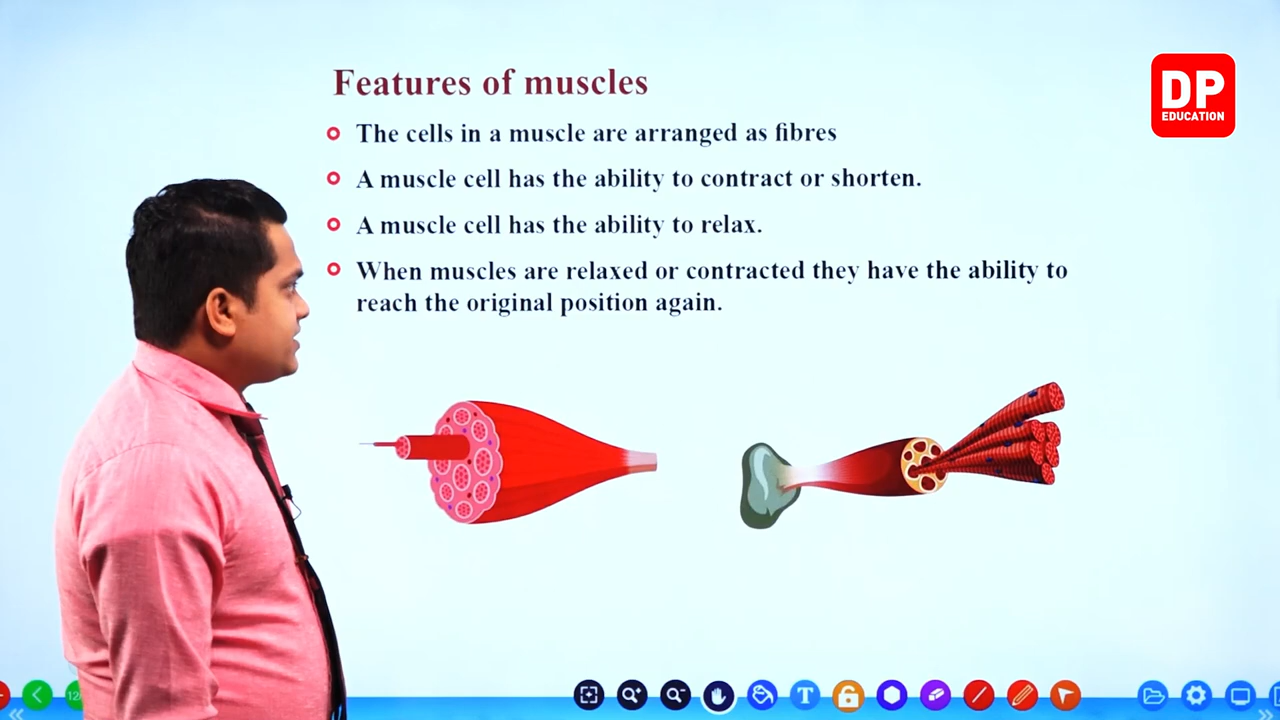 Features of muscles
DP
EDUCATION
The cells in a muscle are arranged as fibres
A muscle cell has the ability to contract or shorten.
A muscle cell has the ability to relax.
When muscles are relaxed or contracted they have the ability to
reach the original position again.
T